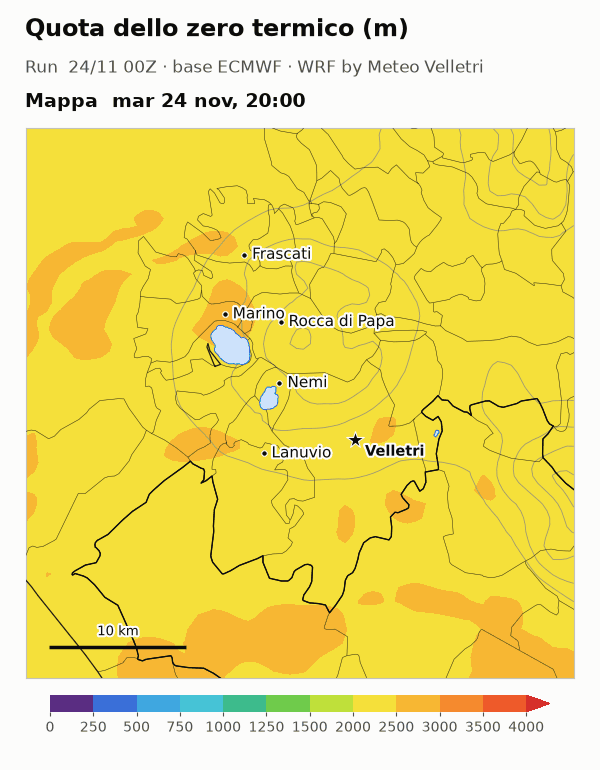 Quota dello zero termico (m)
Run  24/11 00Z · base ECMWF · WRF by Meteo Velletri
Mappa  mar 24 nov, 20:00
Frascati
Marino
Rocca di Papa
Nemi
Velletri
Lanuvio
10 km
0 250 500 750 1000 1250 1500 2000 2500 3000 3500 4000